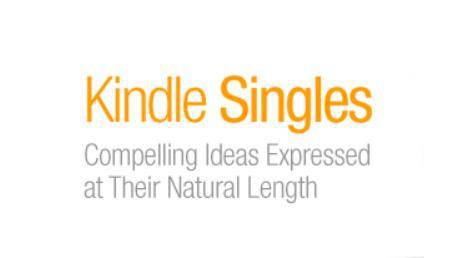 Kindle Singles
Compelling Ideas Expressed
at Their Natural Length